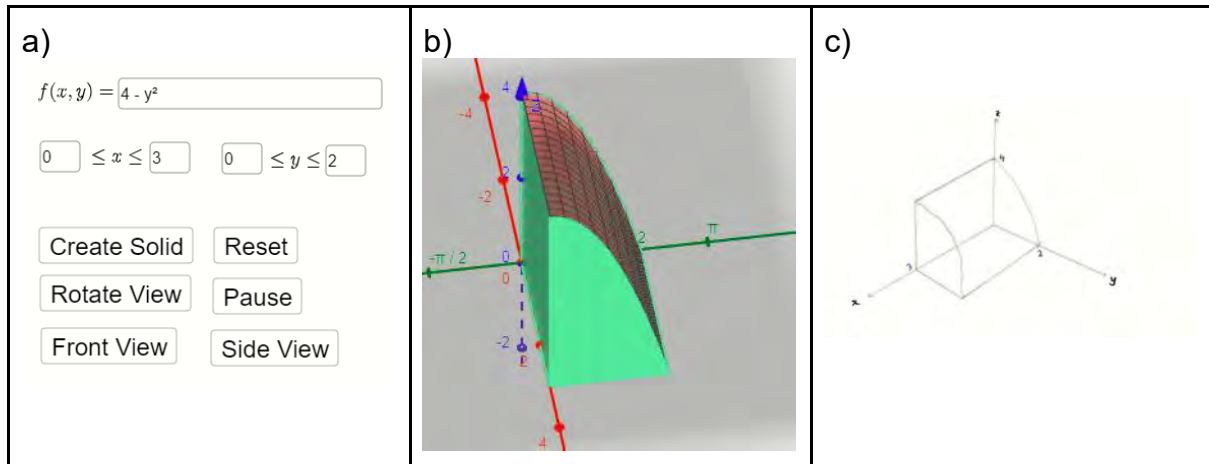 a)
f(x, y) = 4 - y²
0 ≤ x ≤ 3 0 ≤ y ≤ 2
Create Solid Reset
Rotate View Pause
Front View Side View
b)
4
-4
2
-2
2
π
-π / 2
0
0
-2
2
4
c)
z
4
3
2
x
y